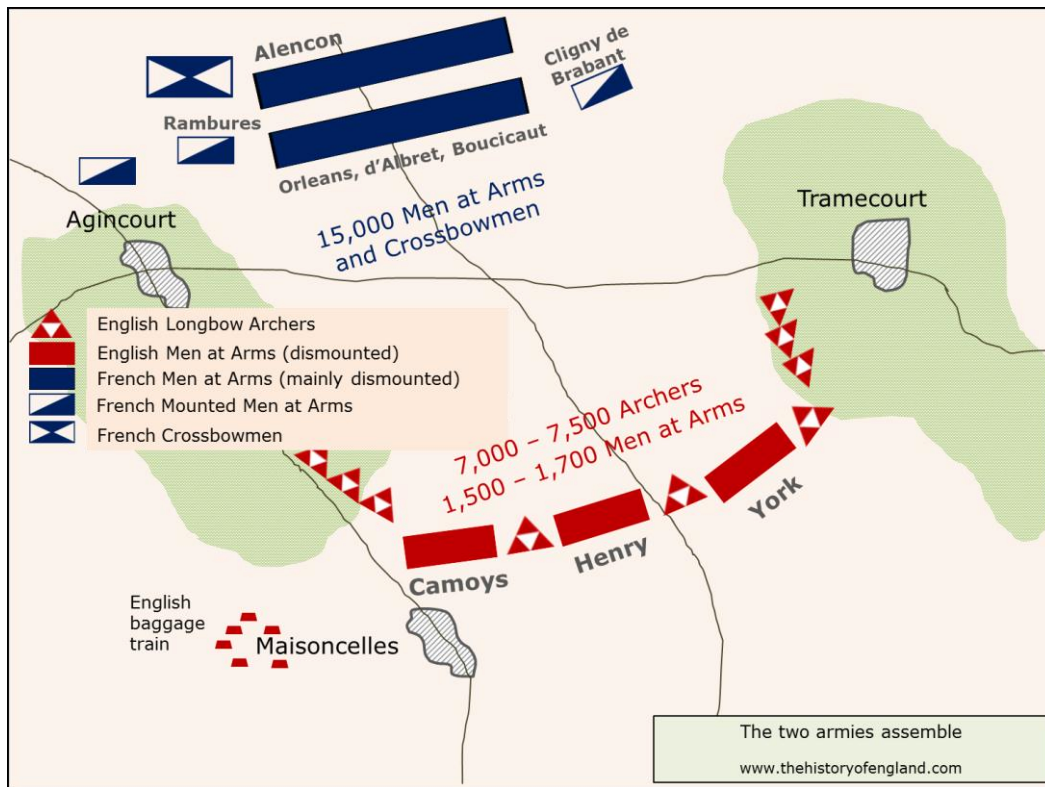 Alencon
Cligny de
Brabant
Rambures
Orleans, d'Albret, Boucicaut
15,000 Men at Arms
and Crossbowmen
Agincourt
Tramecourt
English Longbow Archers
English Men at Arms (dismounted)
French Men at Arms (mainly dismounted)
French Mounted Men at Arms
French Crossbowmen
7,000 – 7,500 Archers
1,500 – 1,700 Men at Arms
York
Henry
Camoys
English
baggage
train
Maisoncelles
The two armies assemble
www.thehistoryofengland.com